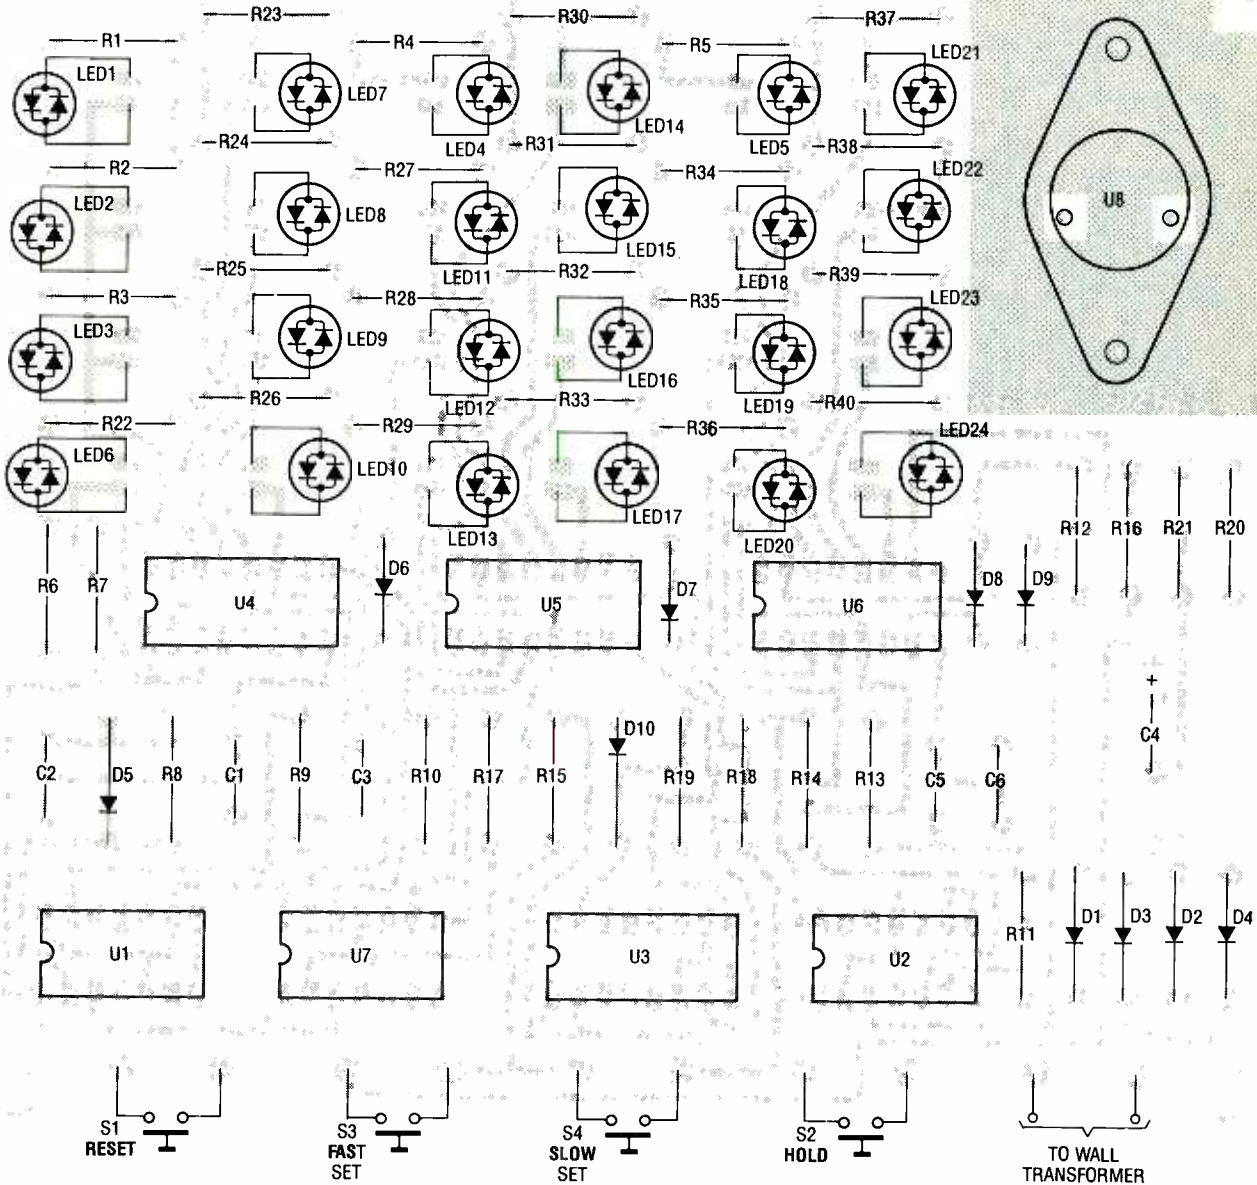 R23
R30
R37
R1
R4
R5
LED21
LED1
LED7
LED14
LED4
LED5
R24
R31
R38
R2
R27
R34
LED22
LED2
LED8
U8
LED15
LED11
LED18
R25
R32
R39
R3
R28
R35
LED23
LED3
LED9
LED16
LED12
LED19
R26
R33
R40
R22
R29
R36
LED24
LED6
LED10
LED17
LED13
LED20
R12
R16
R21
R20
R6
R7
U4
D6
U5
D7
U6
D8
D9
+
C4
C2
D5
R8
C1
R9
C3
R10
R17
R15
D10
R19
R18
R14
R13
C5
C6
U1
U7
U3
U2
R11
D1
D3
D2
D4
S1
RESET
S3
FAST
SET
S4
SLOW
SET
S2
HOLD
TO WALL
TRANSFORMER